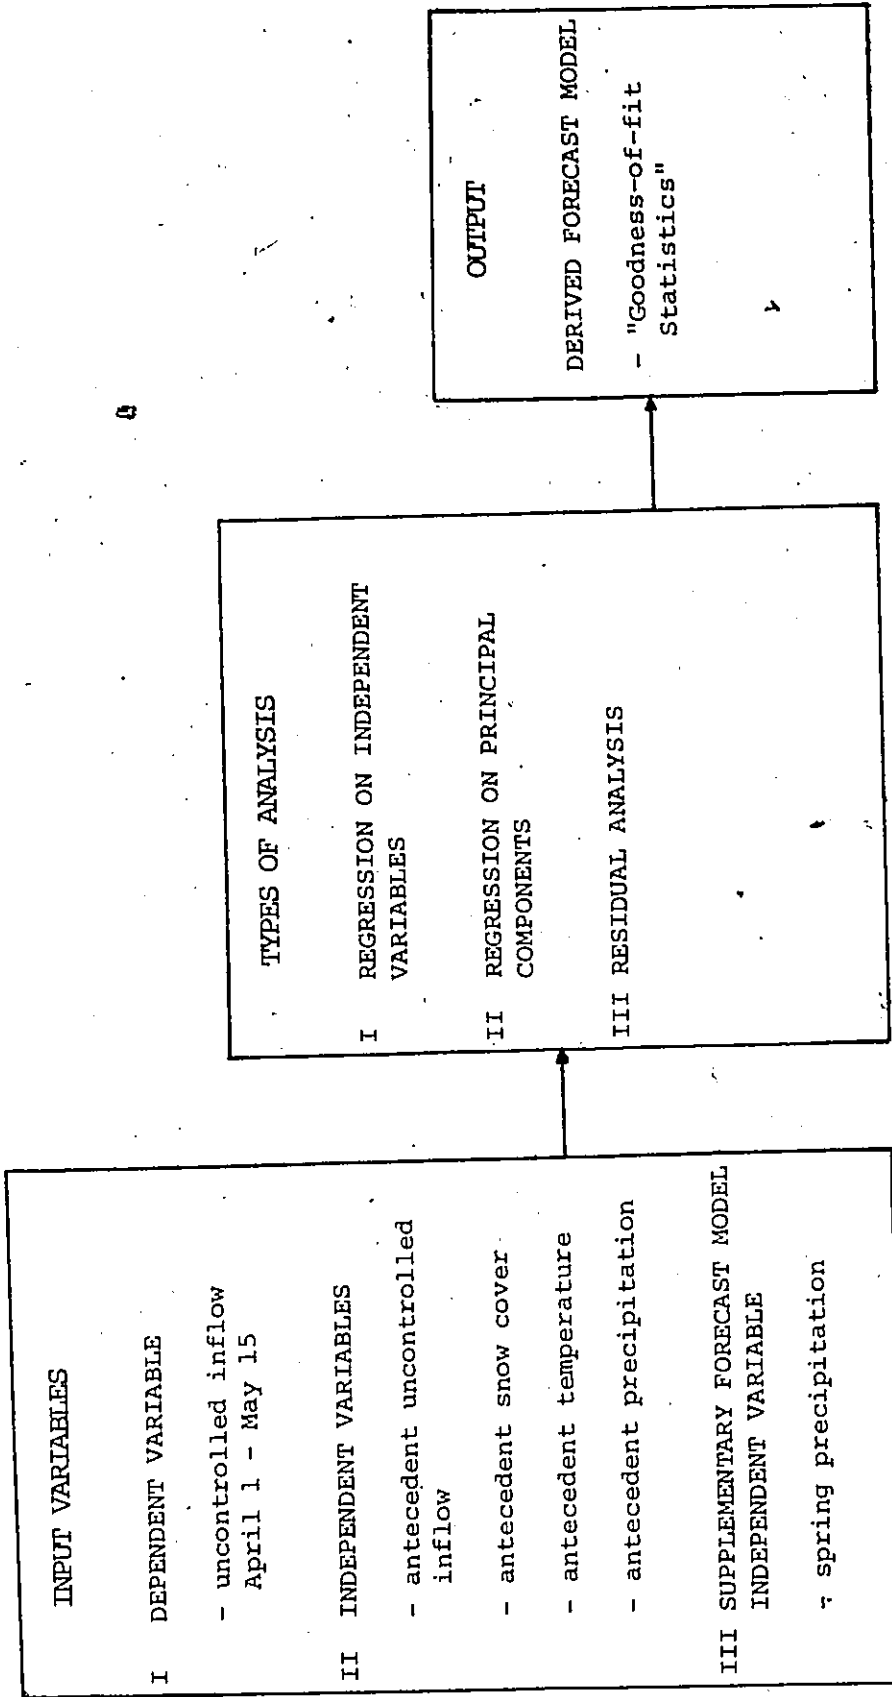 INPUT VARIABLES
I DEPENDENT VARIABLE
- uncontrolled inflow
April 1 - May 15
II INDEPENDENT VARIABLES
- antecedent uncontrolled
inflow
- antecedent snow cover
- antecedent temperature
- antecedent precipitation
III SUPPLEMENTARY FORECAST MODEL
INDEPENDENT VARIABLE
- spring precipitation
TYPES OF ANALYSIS
I REGRESSION ON INDEPENDENT
VARIABLES
II REGRESSION ON PRINCIPAL
COMPONENTS
III RESIDUAL ANALYSIS
OUTPUT
DERIVED FORECAST MODEL
- "Goodness-of-fit
Statistics"